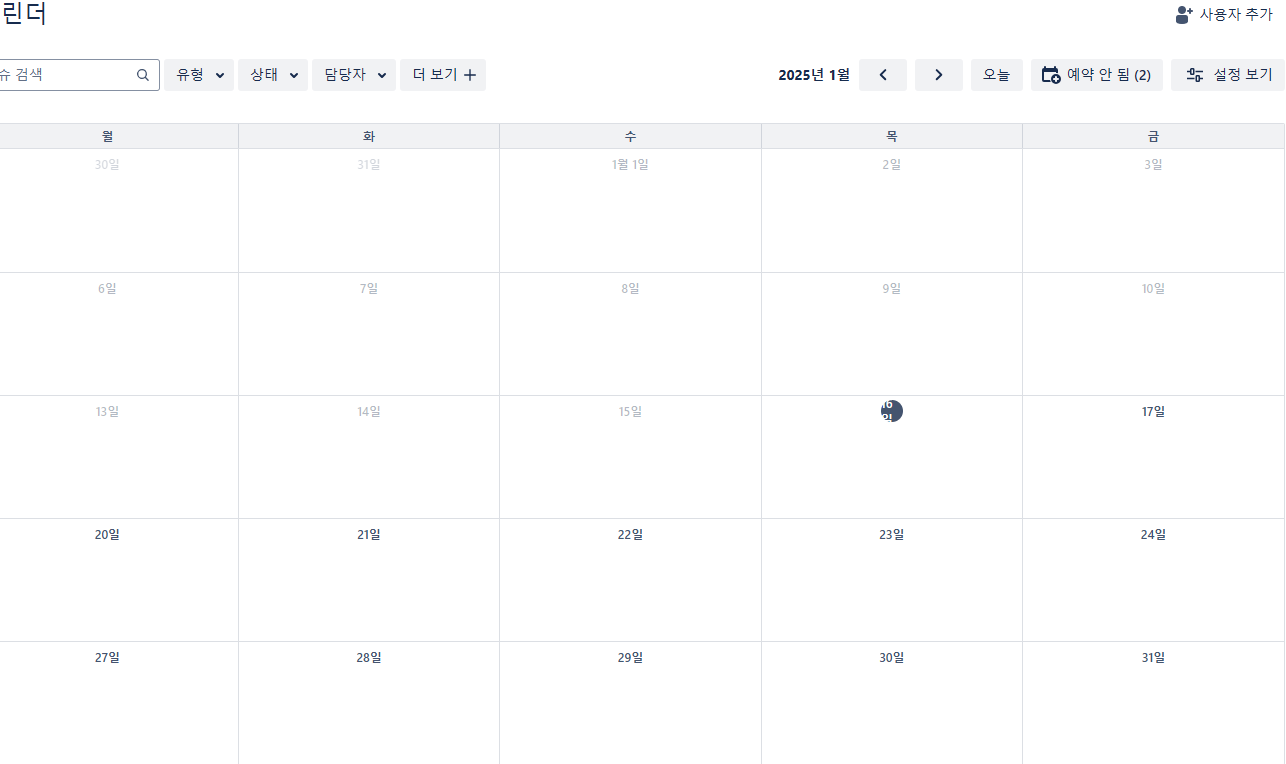 린더
사용자 추가
슈 검색 유형 상태 담당자 더 보기 2025년 1월 오늘 예약 안 됨 (2) 설정 보기
월 화 수 목 금
30일 31일 1월 1일 2일 3일
6일 7일 8일 9일 10일
13일 14일 15일 16일 17일
20일 21일 22일 23일 24일
27일 28일 29일 30일 31일